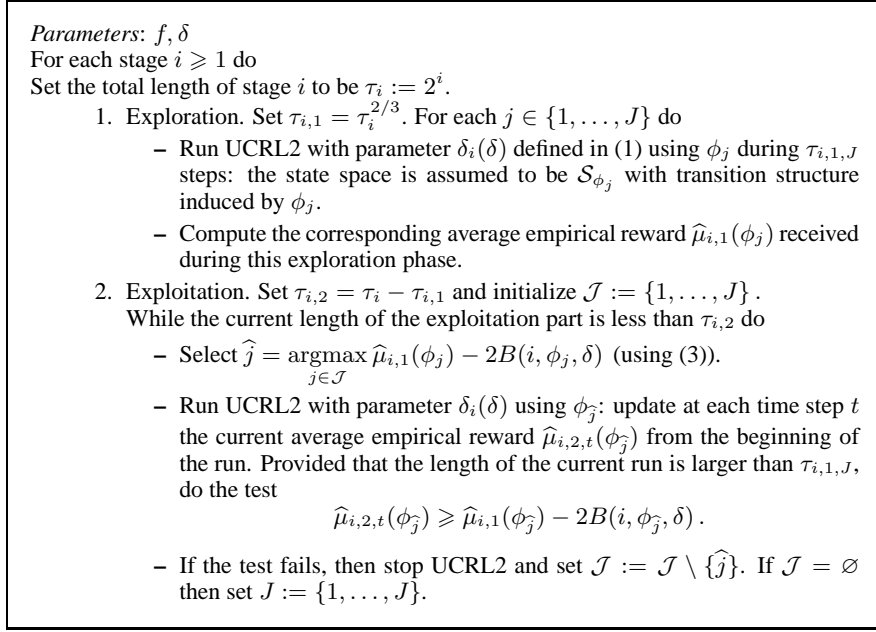 Parameters: f, δ
For each stage i ⩾ 1 do
Set the total length of stage i to be τ_i := 2^i.
1. Exploration. Set τ_{i,1} = τ_i^{2/3}. For each j ∈ {1, . . . , J} do
– Run UCRL2 with parameter δ_i(δ) defined in (1) using ϕ_j during τ_{i,1,J}
steps: the state space is assumed to be 𝒮_{ϕ_j} with transition structure
induced by ϕ_j.
– Compute the corresponding average empirical reward μ̂_{i,1}(ϕ_j) received
during this exploration phase.
2. Exploitation. Set τ_{i,2} = τ_i − τ_{i,1} and initialize 𝒥 := {1, . . . , J} .
While the current length of the exploitation part is less than τ_{i,2} do
– Select ĵ = argmax_{j∈𝒥} μ̂_{i,1}(ϕ_j) − 2B(i, ϕ_j, δ) (using (3)).
– Run UCRL2 with parameter δ_i(δ) using ϕ_ĵ: update at each time step t
the current average empirical reward μ̂_{i,2,t}(ϕ_ĵ) from the beginning of
the run. Provided that the length of the current run is larger than τ_{i,1,J},
do the test
μ̂_{i,2,t}(ϕ_ĵ) ⩾ μ̂_{i,1}(ϕ_ĵ) − 2B(i, ϕ_ĵ, δ) .
– If the test fails, then stop UCRL2 and set 𝒥 := 𝒥 \ {ĵ}. If 𝒥 = ∅
then set J := {1, . . . , J}.